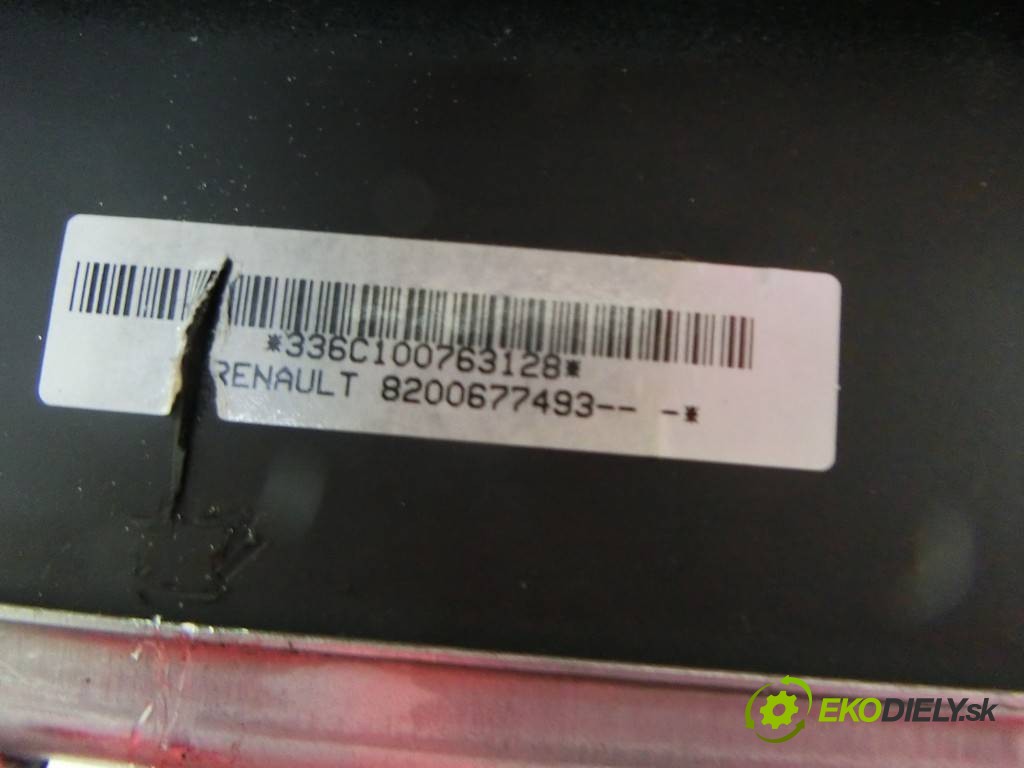 *336C100763128*
RENAULT 8200677493-- -*
EKODIELY.sk